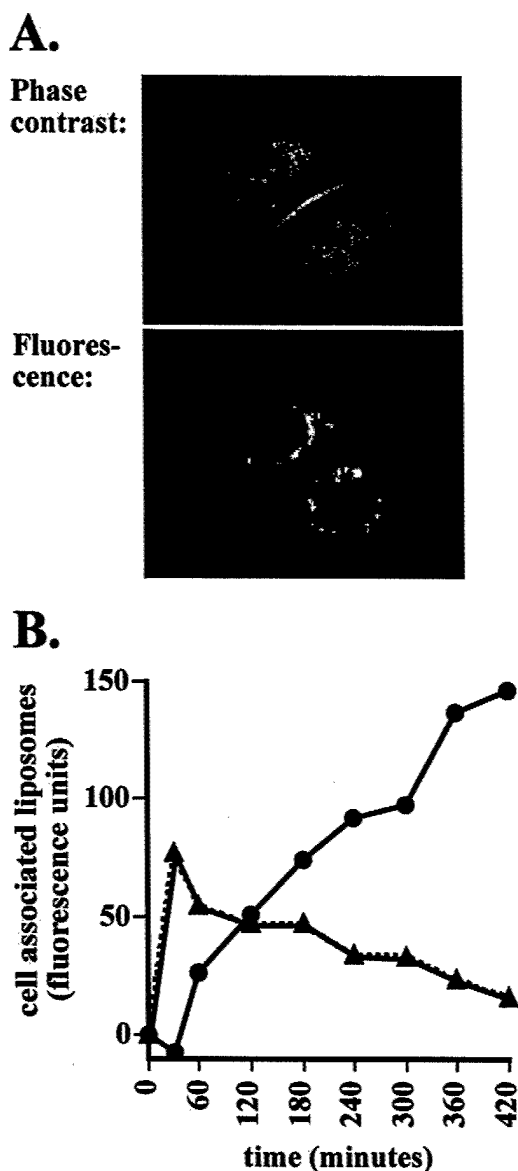 A.
Phase
contrast:
Fluores-
cence:
B.
cell associated liposomes
(fluorescence units)
150
100
50
0
0
60
120
180
240
300
360
420
time (minutes)